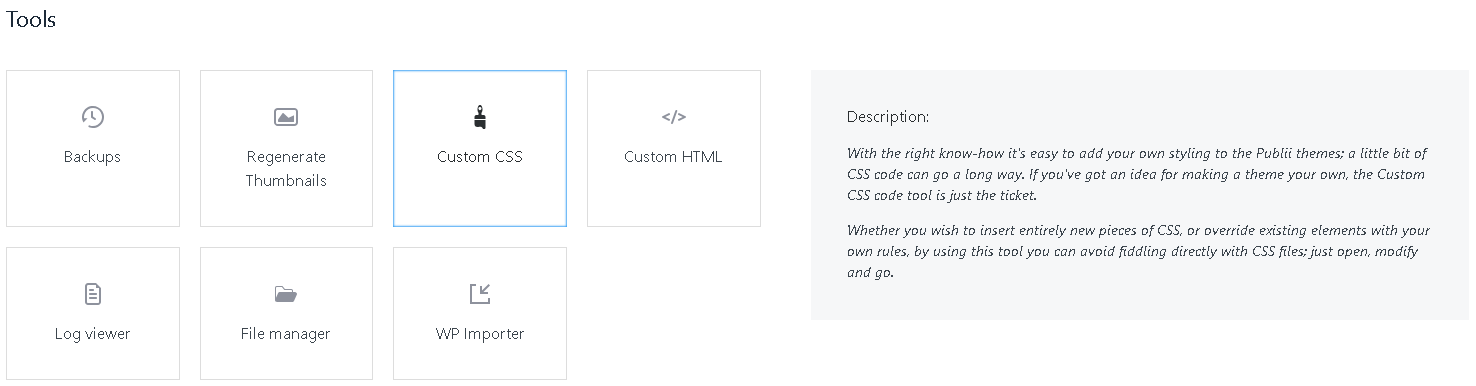 Tools
Backups
Regenerate
Thumbnails
Custom CSS
Custom HTML
Log viewer
File manager
WP Importer
Description:
With the right know-how it's easy to add your own styling to the Publii themes; a little bit of
CSS code can go a long way. If you've got an idea for making a theme your own, the Custom
CSS code tool is just the ticket.
Whether you wish to insert entirely new pieces of CSS, or override existing elements with your
own rules, by using this tool you can avoid fiddling directly with CSS files; just open, modify
and go.